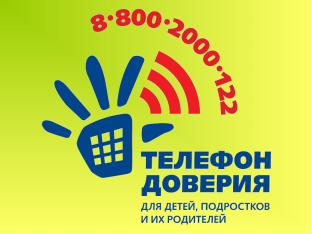 8·800·2000·122
ТЕЛЕФОН
ДОВЕРИЯ
ДЛЯ ДЕТЕЙ, ПОДРОСТКОВ
И ИХ РОДИТЕЛЕЙ